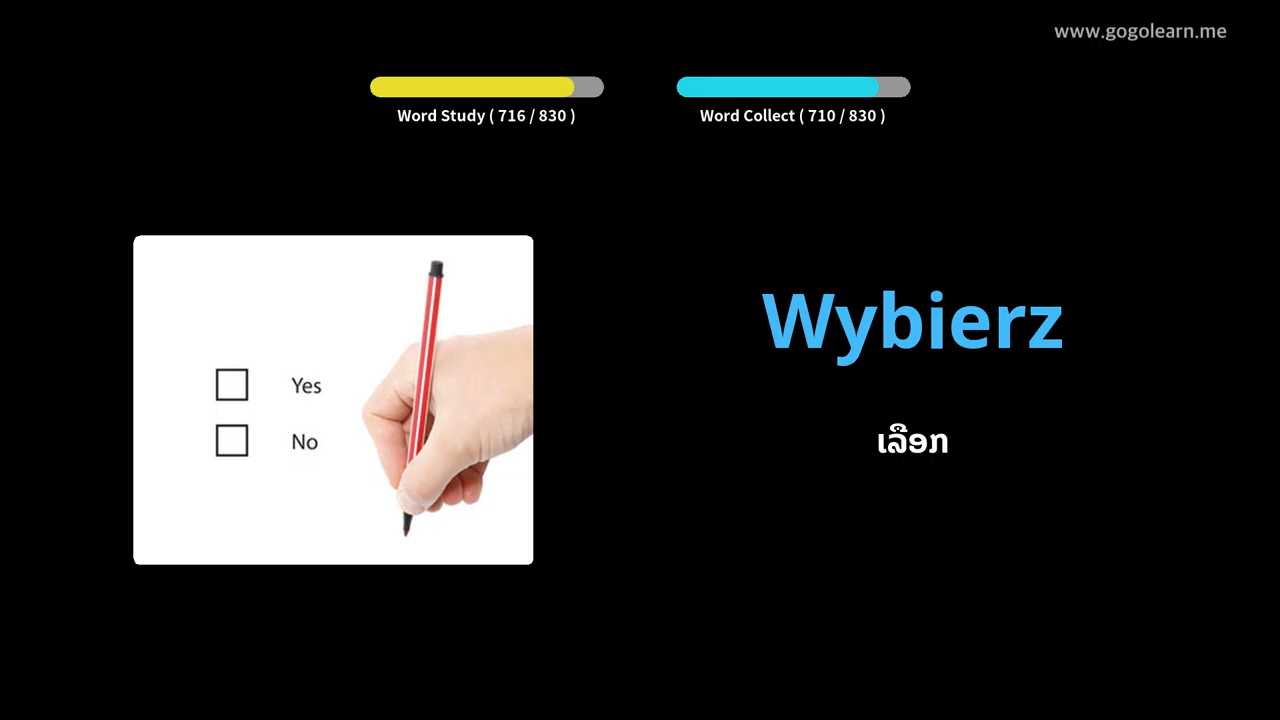 www.gogolearn.me
Word Study ( 716 / 830 )
Word Collect ( 710 / 830 )
Yes
No
Wybierz
ເລືອກ